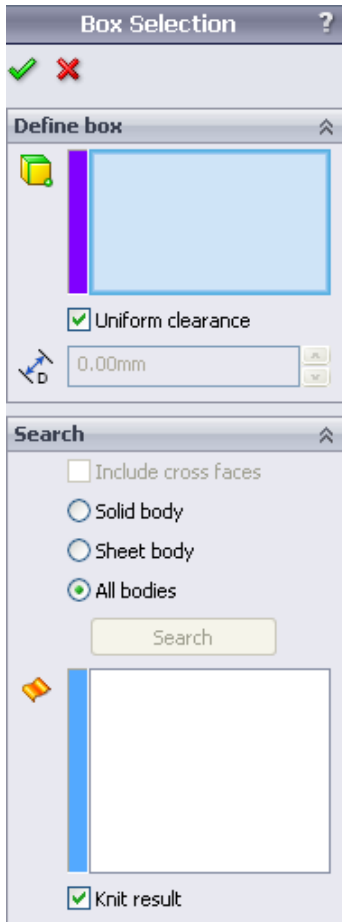 Box Selection ?
Define box
Uniform clearance
D 0.00mm
Search
Include cross faces
Solid body
Sheet body
All bodies
Search
Knit result